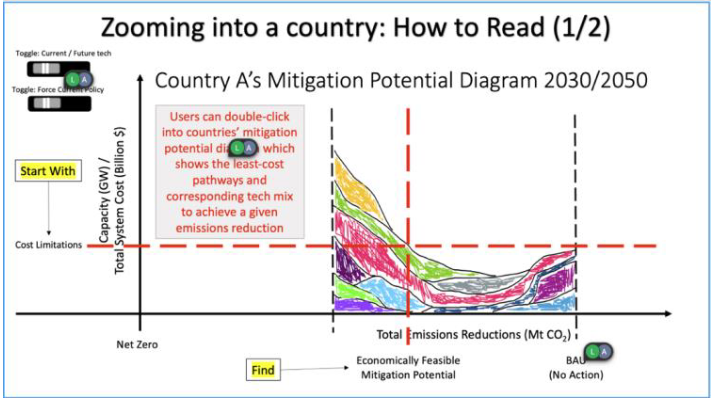 Zooming into a country: How to Read (1/2)
Toggle: Current / Future tech
L A
Toggle: Force Current Policy
Country A's Mitigation Potential Diagram 2030/2050
Users can double-click
into countries' mitigation
potential L A which
shows the least-cost
pathways and
corresponding tech mix
to achieve a given
emissions reduction
Capacity (GW) /
Total System Cost (Billion $)
Start With
Cost Limitations
Total Emissions Reductions (Mt CO₂)
Net Zero
Find
Economically Feasible
Mitigation Potential
BAU L A
(No Action)